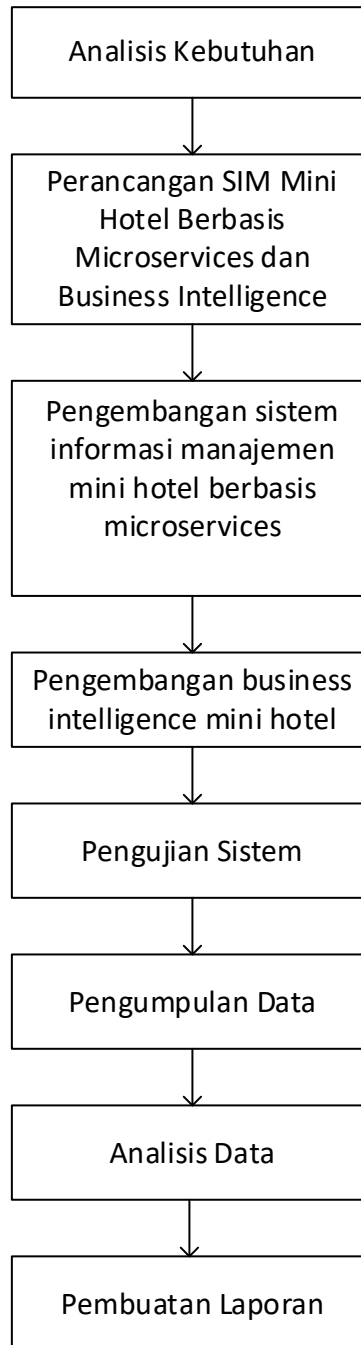 Analisis Kebutuhan
Perancangan SIM Mini
Hotel Berbasis
Microservices dan
Business Intelligence
Pengembangan sistem
informasi manajemen
mini hotel berbasis
microservices
Pengembangan business
intelligence mini hotel
Pengujian Sistem
Pengumpulan Data
Analisis Data
Pembuatan Laporan